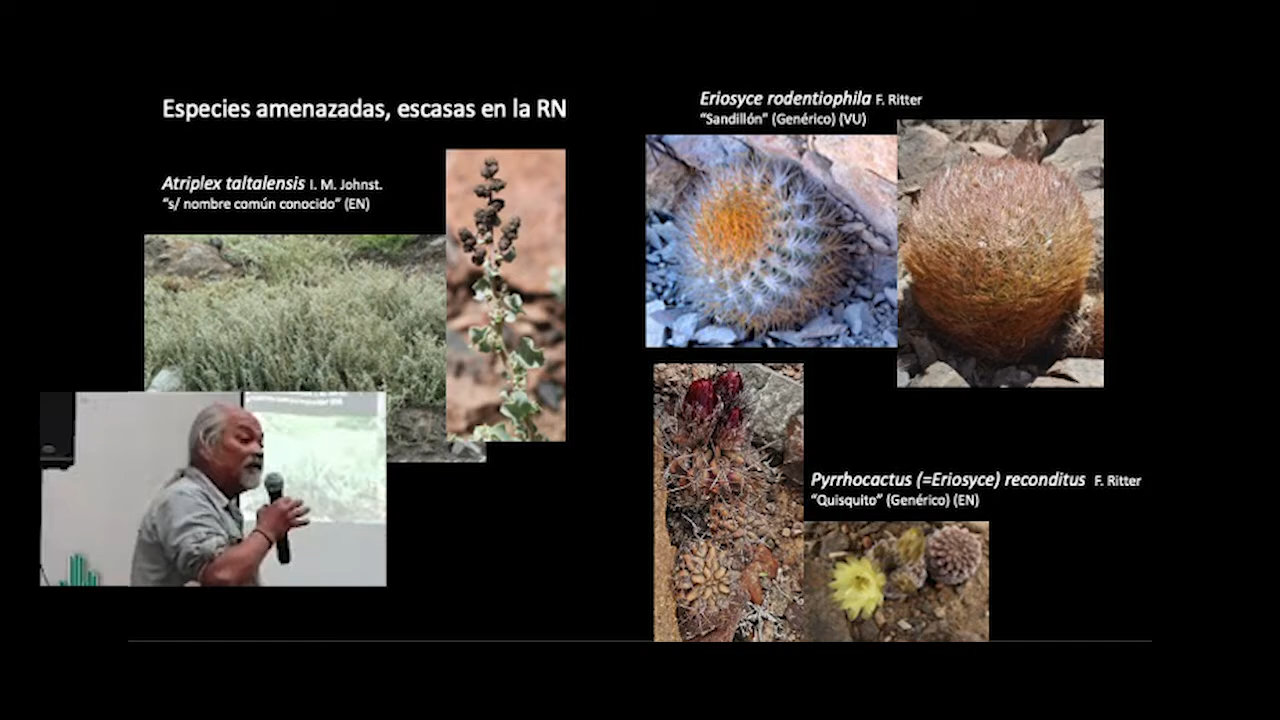 Especies amenazadas, escasas en la RN
Atriplex taltalensis I. M. Johnst.
"s/ nombre común conocido" (EN)
Eriosyce rodentiophila F. Ritter
"Sandillón" (Genérico) (VU)
Pyrrhocactus (=Eriosyce) reconditus F. Ritter
"Quisquito" (Genérico) (EN)